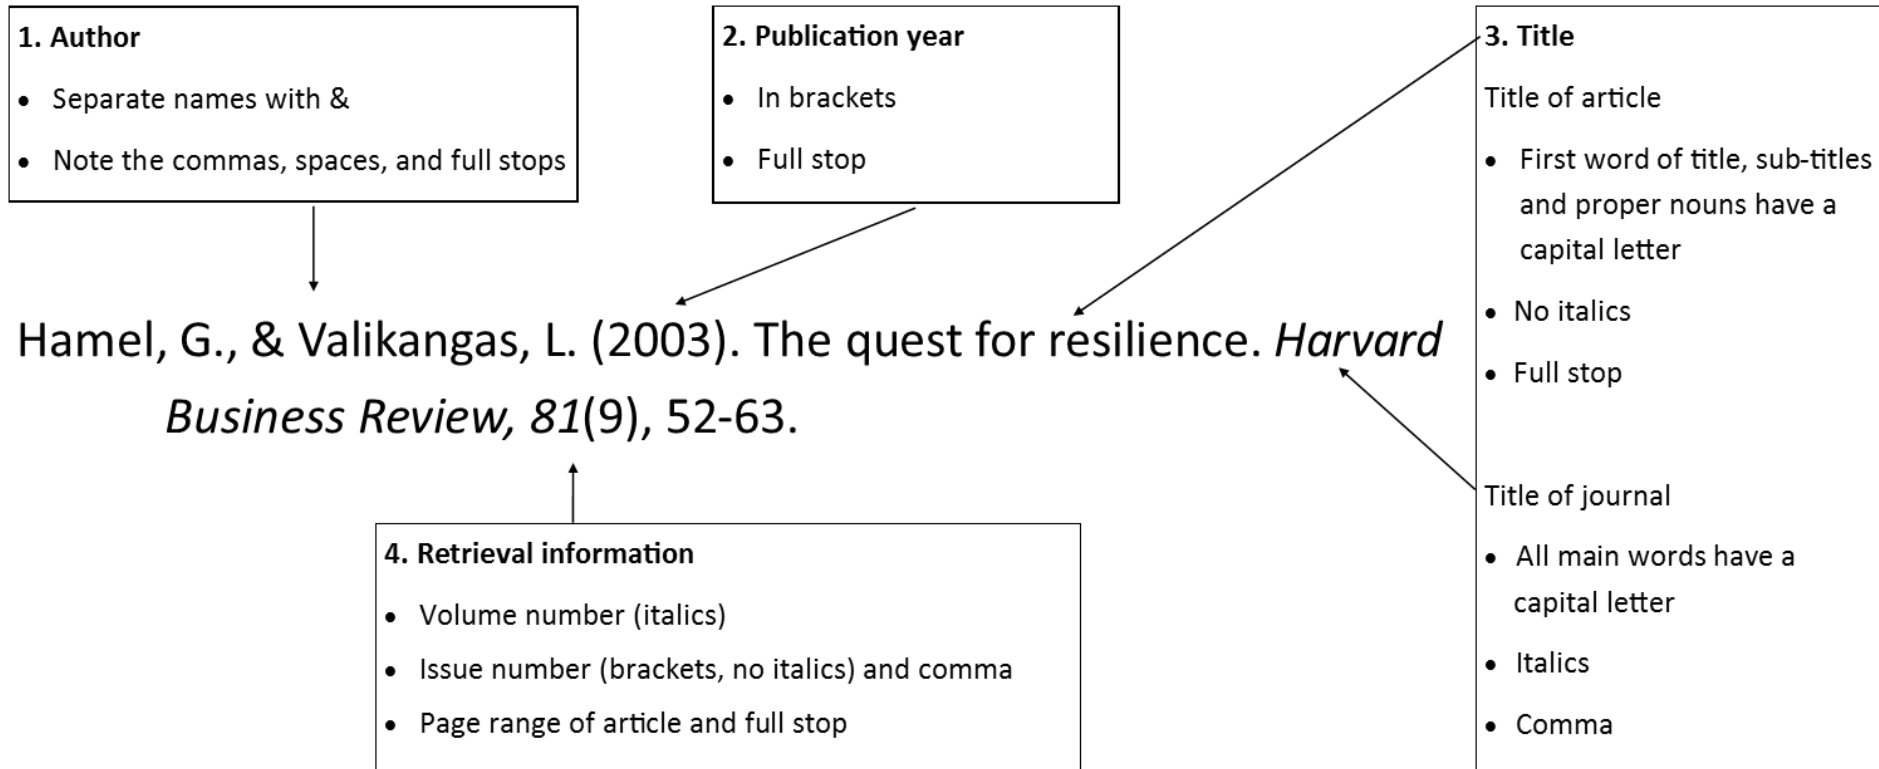 1. Author
• Separate names with &
• Note the commas, spaces, and full stops
2. Publication year
• In brackets
• Full stop
3. Title
Title of article
• First word of title, sub-titles
and proper nouns have a
capital letter
• No italics
• Full stop
Hamel, G., & Valikangas, L. (2003). The quest for resilience. Harvard
Business Review, 81(9), 52-63.
Title of journal
• All main words have a
capital letter
• Italics
• Comma
4. Retrieval information
• Volume number (italics)
• Issue number (brackets, no italics) and comma
• Page range of article and full stop